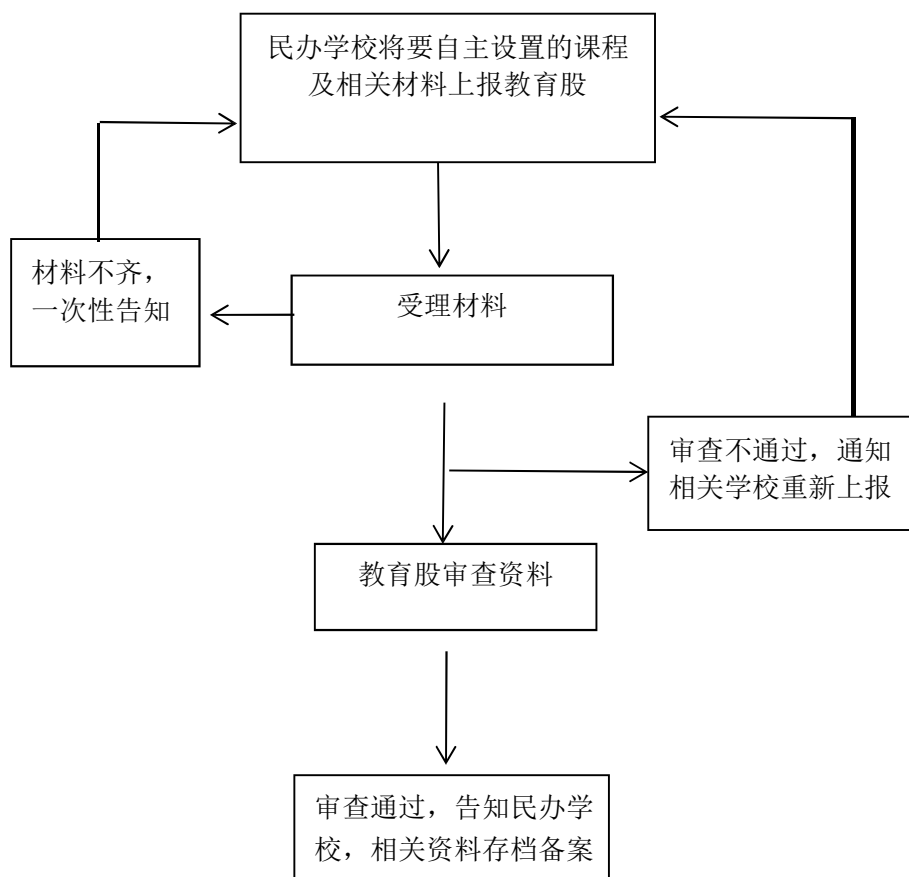 民办学校将要自主设置的课程
及相关材料上报教育股
材料不齐，
一次性告知
受理材料
审查不通过，通知
相关学校重新上报
教育股审查资料
审查通过，告知民办学
校，相关资料存档备案